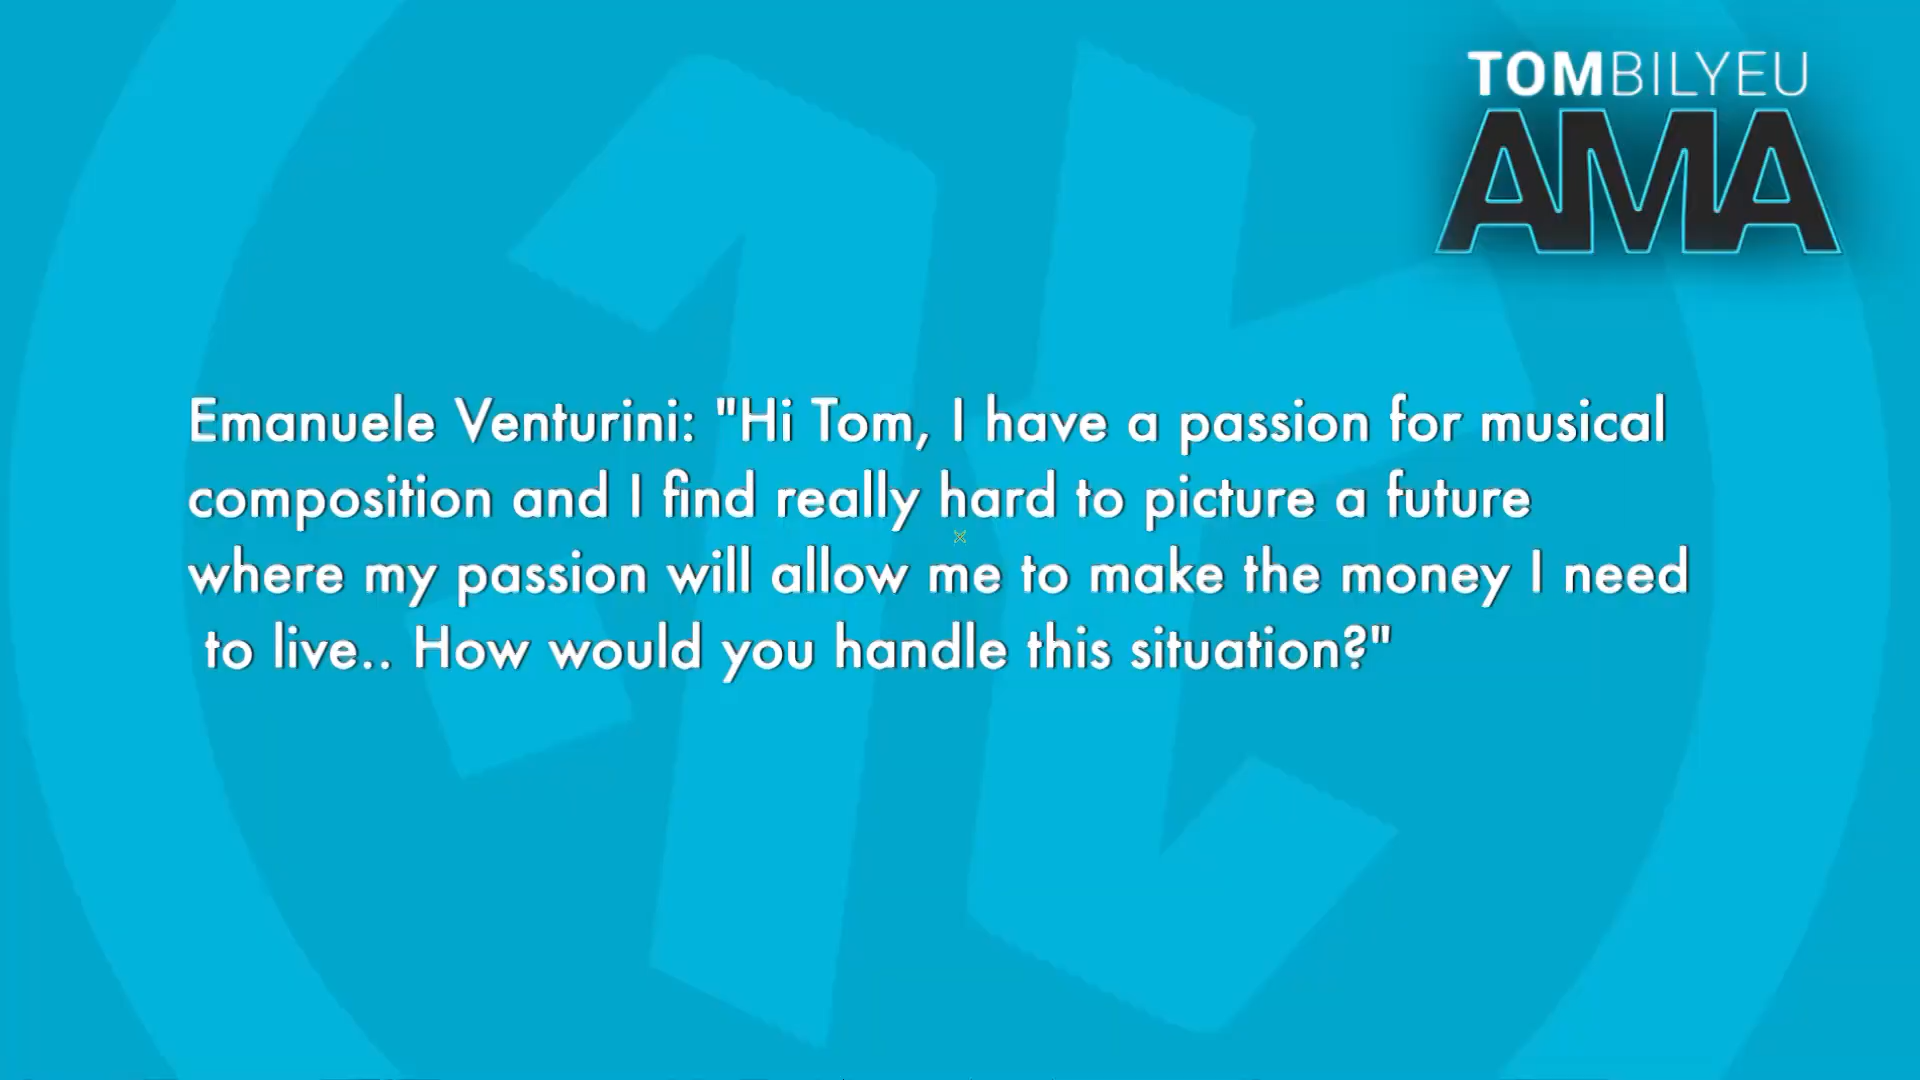 TOMBILYEU
AMA
Emanuele Venturini: "Hi Tom, I have a passion for musical
composition and I find really hard to picture a future
where my passion will allow me to make the money I need
to live.. How would you handle this situation?"